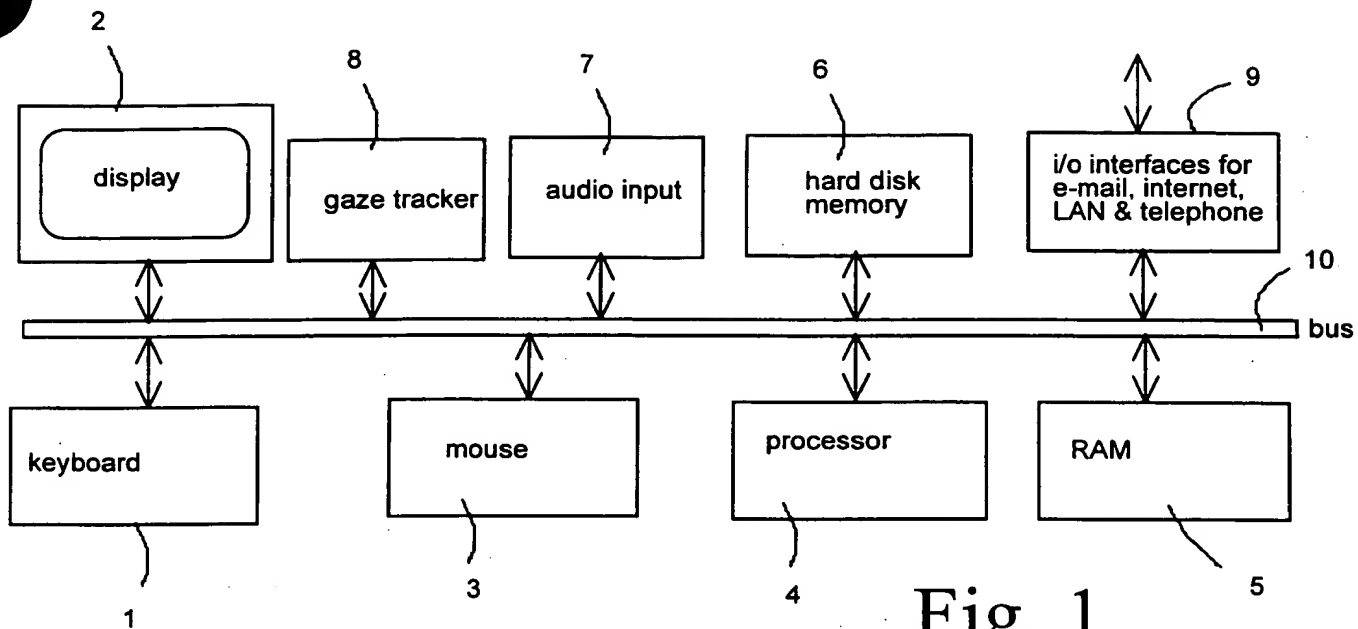 2
8
7
6
9
display
gaze tracker
audio input
hard disk
memory
i/o interfaces for
e-mail, internet,
LAN & telephone
10
bus
keyboard
mouse
processor
RAM
1
3
4
5
Fig. 1